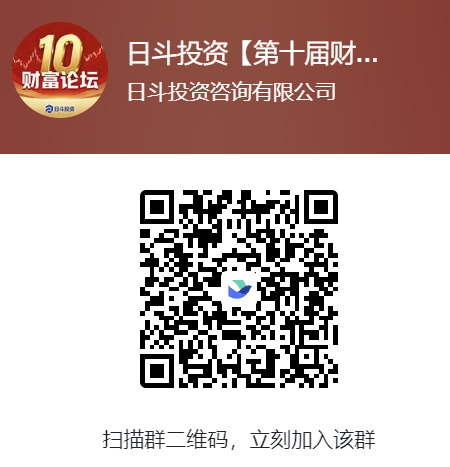 10
财富论坛
日斗投资
日斗投资【第十届财...
日斗投资咨询有限公司
扫描群二维码，立刻加入该群